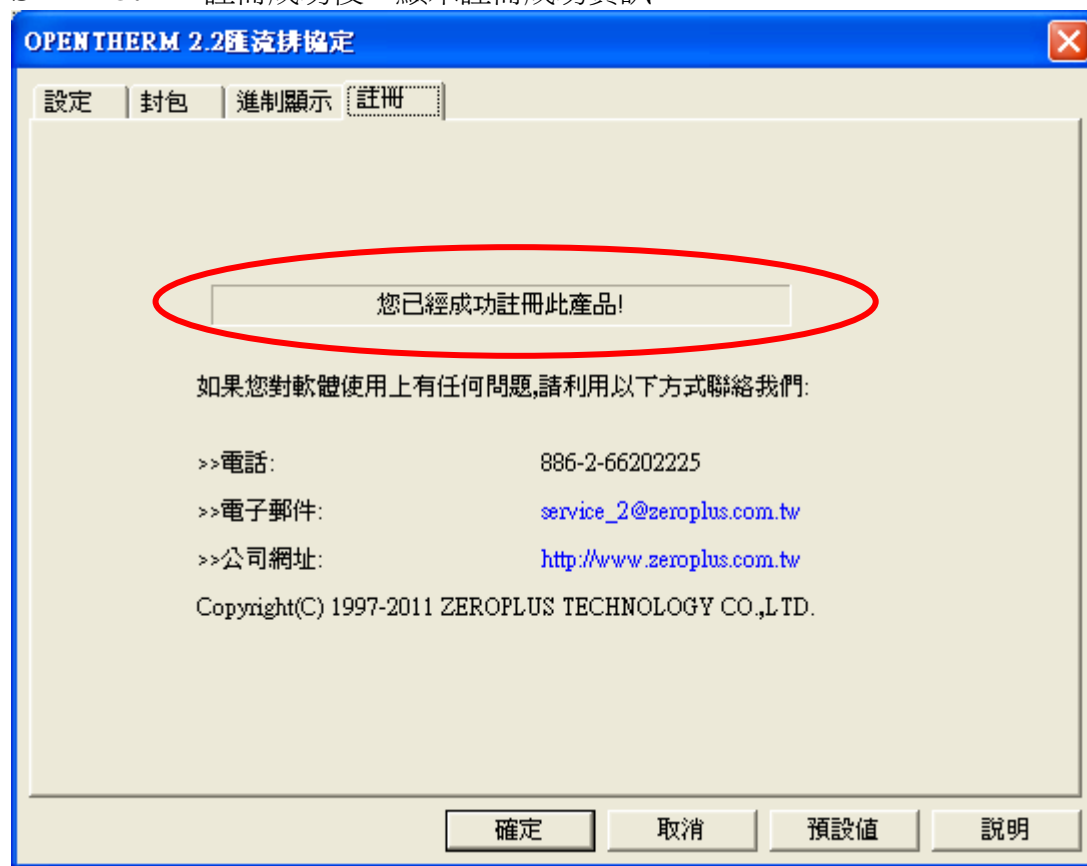 OPENTHERM 2.2匯流排協定
設定 封包 進制顯示 註冊
您已經成功註冊此產品!
如果您對軟體使用上有任何問題,請利用以下方式聯絡我們:
>>電話: 886-2-66202225
>>電子郵件: service_2@zeroplus.com.tw
>>公司網址: http://www.zeroplus.com.tw
Copyright(C) 1997-2011 ZEROPLUS TECHNOLOGY CO.,LTD.
確定 取消 預設值 說明